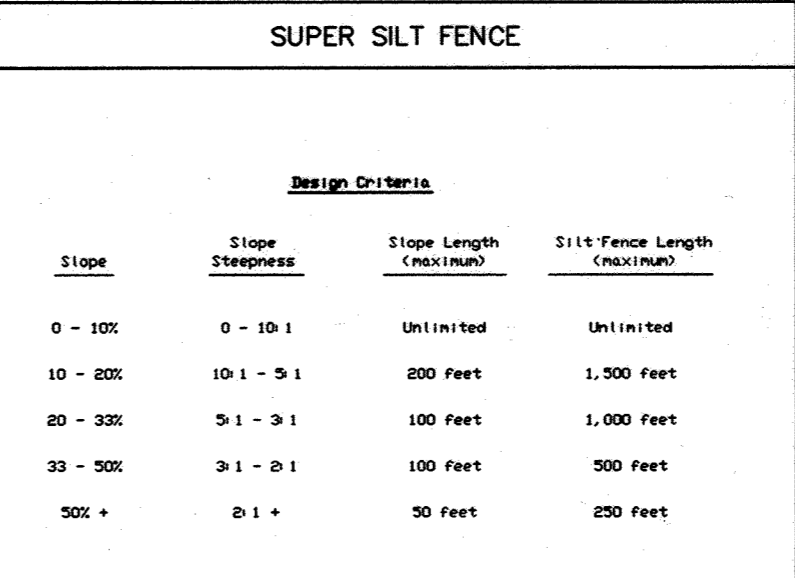 SUPER SILT FENCE
Design Criteria
Slope Slope Length Silt Fence Length
Slope Steepness (maximum) (maximum)
0 - 10% 0 - 10:1 Unlimited Unlimited
10 - 20% 10:1 - 5:1 200 feet 1,500 feet
20 - 33% 5:1 - 3:1 100 feet 1,000 feet
33 - 50% 3:1 - 2:1 100 feet 500 feet
50% + 2:1 + 50 feet 250 feet